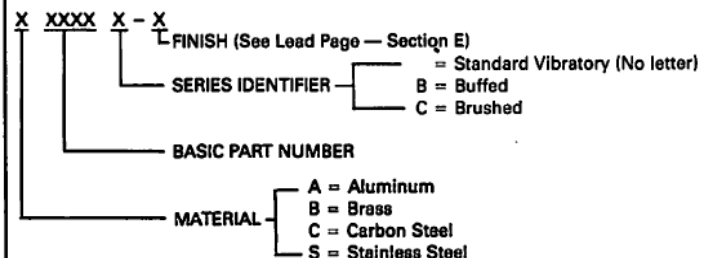 X XXXX X - X
FINISH (See Lead Page — Section E)
= Standard Vibratory (No letter)
SERIES IDENTIFIER
B = Buffed
C = Brushed
BASIC PART NUMBER
A = Aluminum
B = Brass
MATERIAL
C = Carbon Steel
S = Stainless Steel